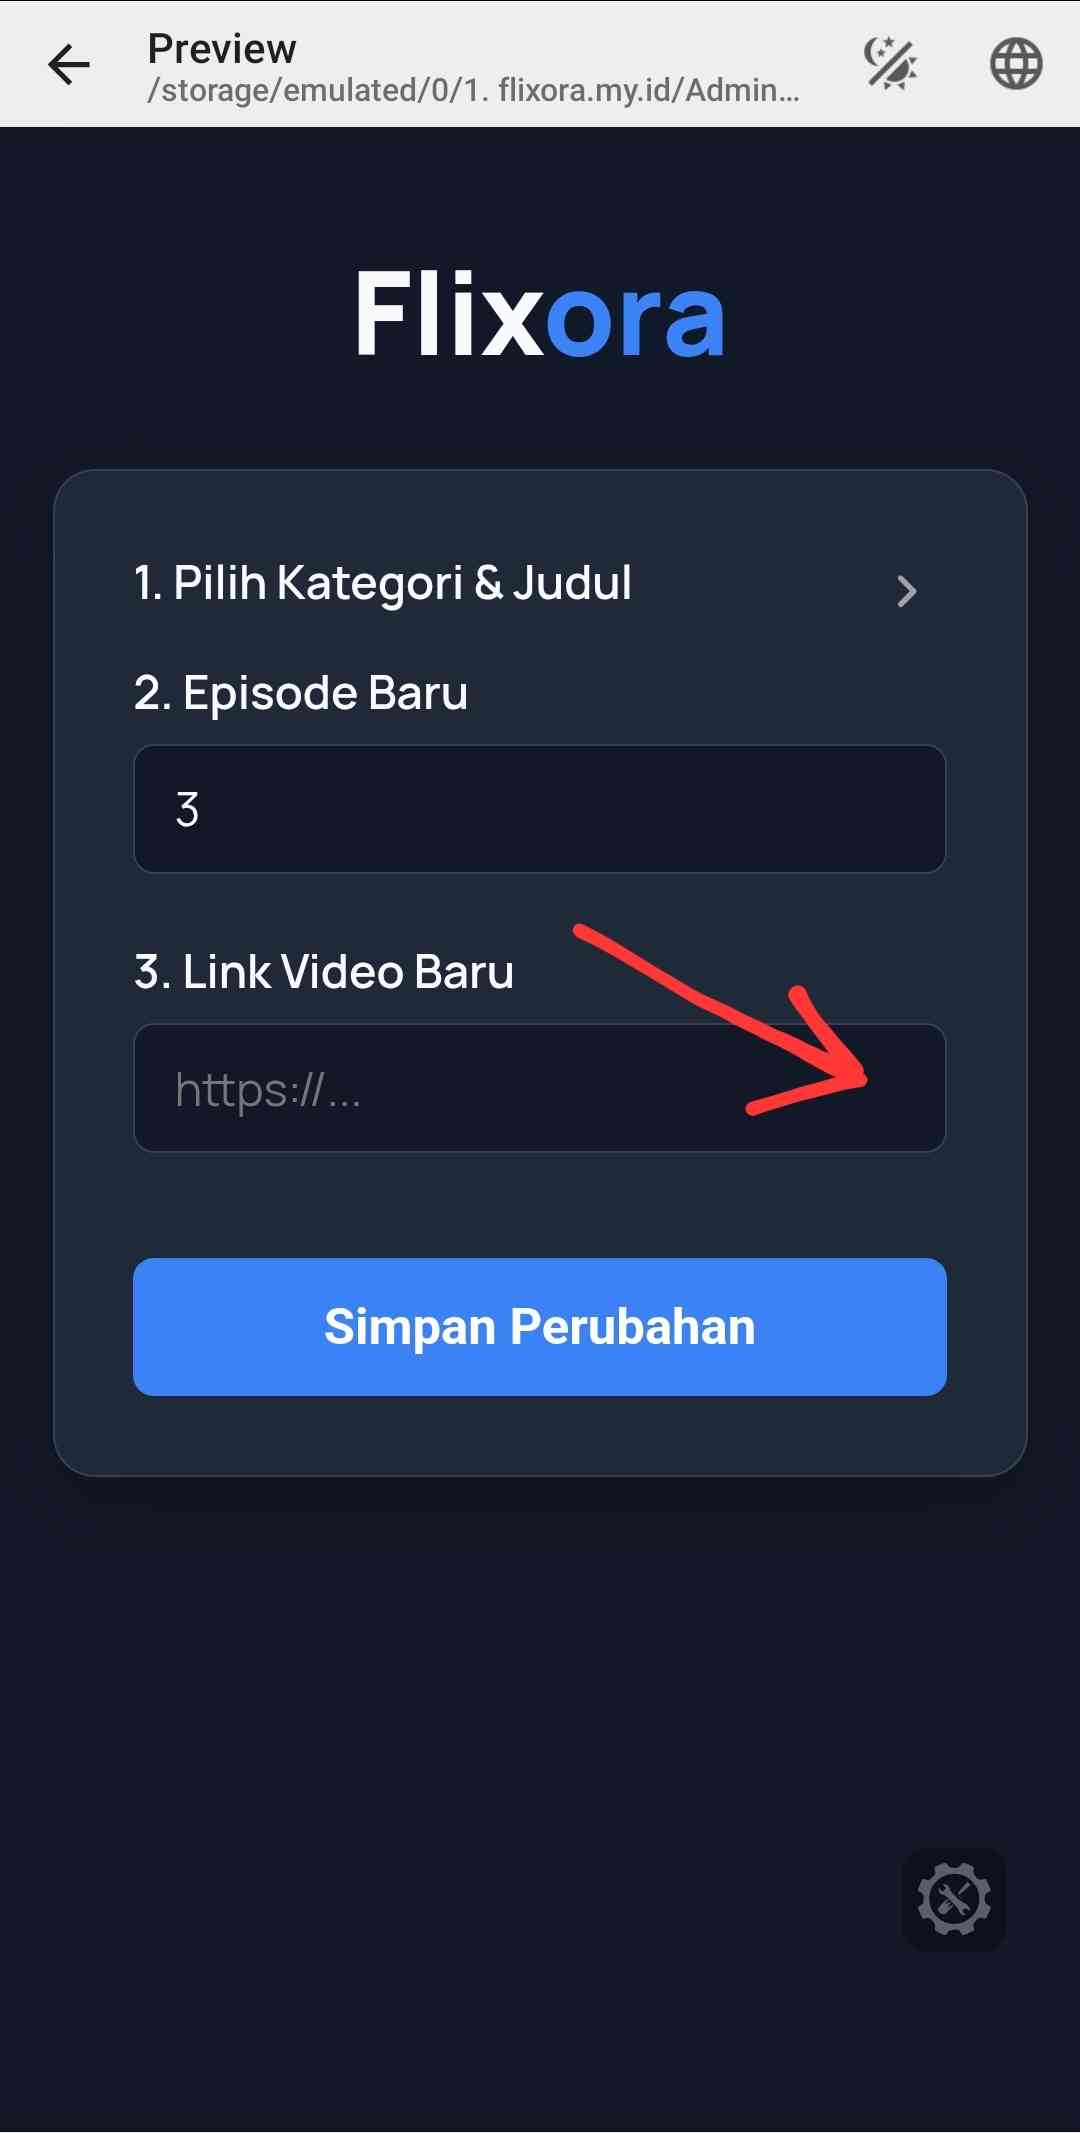 Preview
/storage/emulated/0/1. flixora.my.id/Admin...
Flixora
1. Pilih Kategori & Judul
2. Episode Baru
3
3. Link Video Baru
https://...
Simpan Perubahan